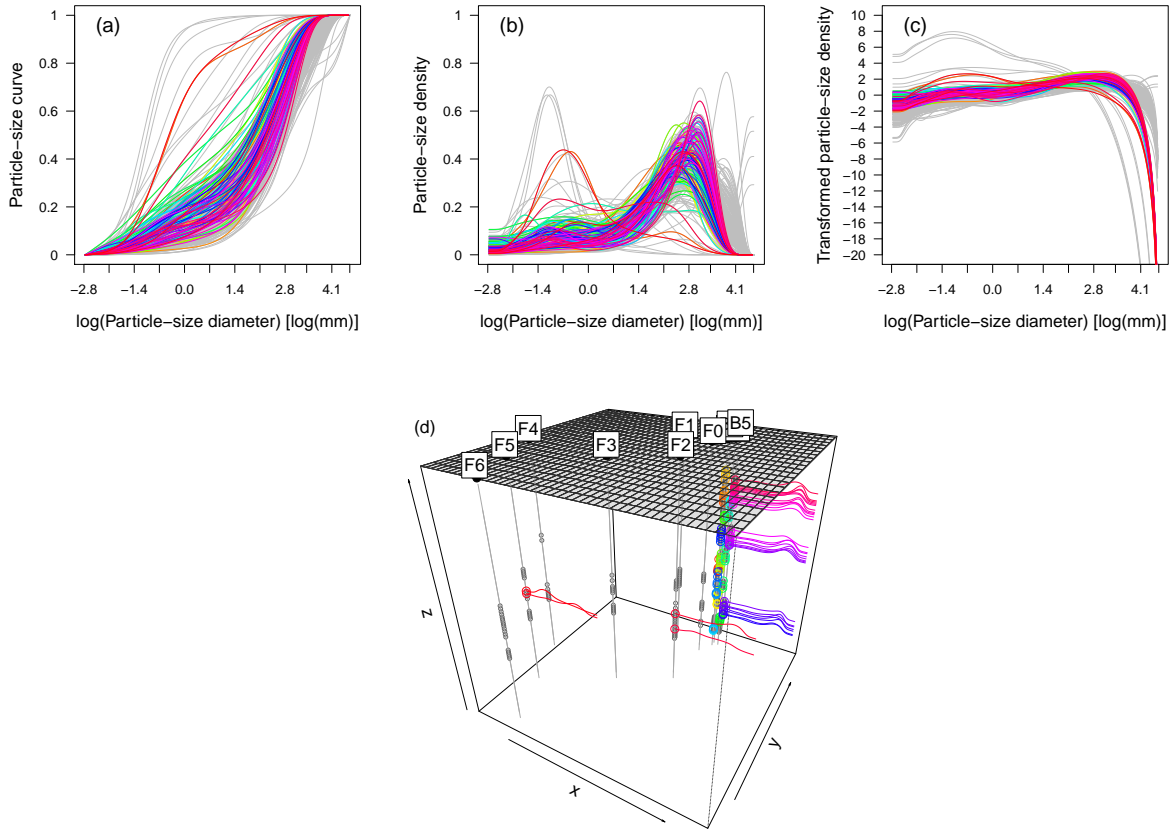 (a)
Particle−size curve
1
0.8
0.6
0.4
0.2
0
−2.8 −1.4 0.0 1.4 2.8 4.1
log(Particle−size diameter) [log(mm)]
(b)
Particle−size density
1
0.8
0.6
0.4
0.2
0
−2.8 −1.4 0.0 1.4 2.8 4.1
log(Particle−size diameter) [log(mm)]
(c)
Transformed particle−size density
10
8
6
4
2
0
−2
−4
−6
−8
−10
−12
−14
−16
−18
−20
−2.8 −1.4 0.0 1.4 2.8 4.1
log(Particle−size diameter) [log(mm)]
(d)
F1
B5
F4
F0
F5
F3
F2
F6
z
y
x